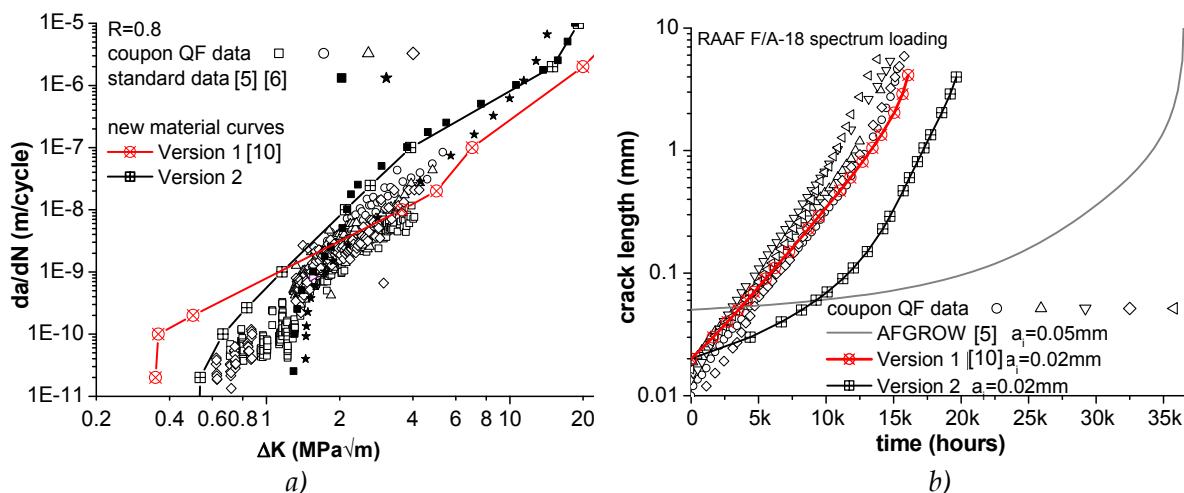 R=0.8
coupon QF data
standard data [5] [6]
new material curves
Version 1 [10]
Version 2
1E-5
1E-6
1E-7
1E-8
1E-9
1E-10
1E-11
da/dN (m/cycle)
0.2
0.4
0.6
0.8
1
2
4
6
8
10
20
ΔK (MPa√m)
a)
RAAF F/A-18 spectrum loading
coupon QF data
AFGROW [5] a_i=0.05mm
Version 1 [10] a_i=0.02mm
Version 2 a_i=0.02mm
10
1
0.1
0.01
crack length (mm)
0
5k
10k
15k
20k
25k
30k
35k
time (hours)
b)